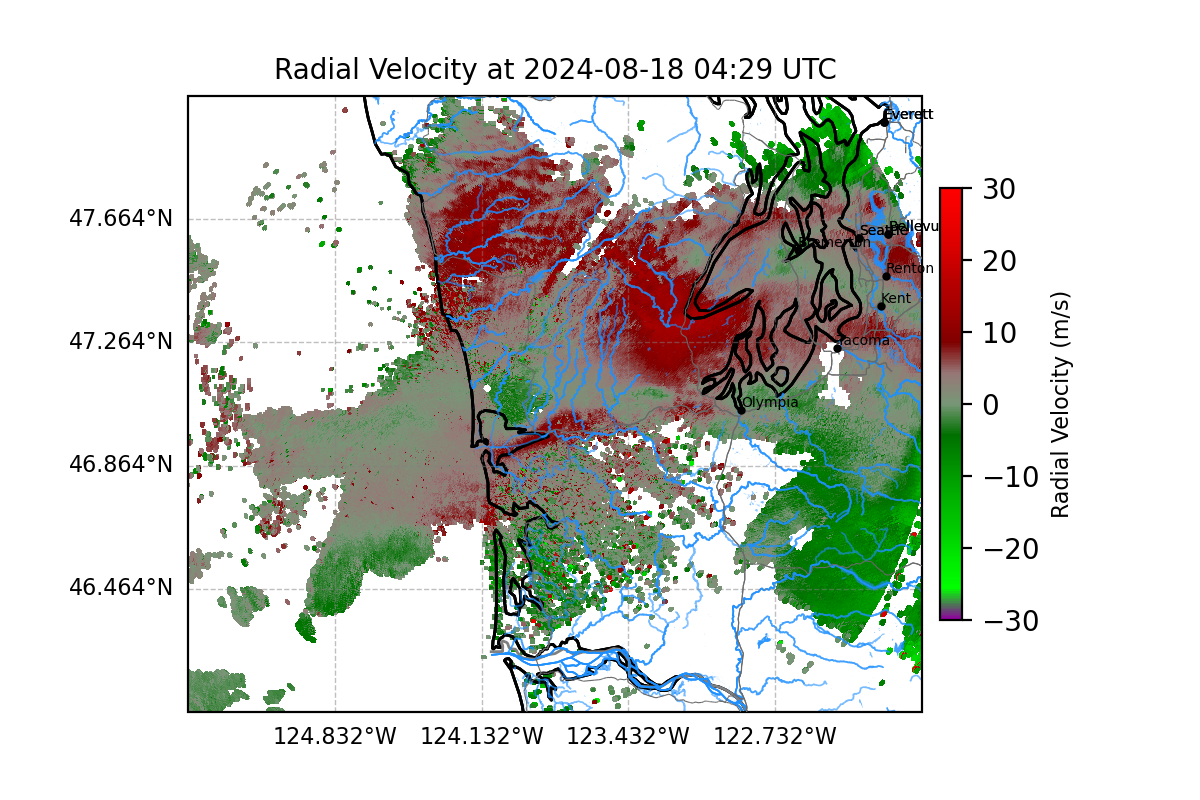 Radial Velocity at 2024-08-18 04:29 UTC
Everett
47.664°N
Bellevu
Seattle
Bremerton
Renton
Kent
47.264°N
Tacoma
Olympia
46.864°N
46.464°N
124.832°W 124.132°W 123.432°W 122.732°W
30
20
10
0
−10
−20
−30
Radial Velocity (m/s)